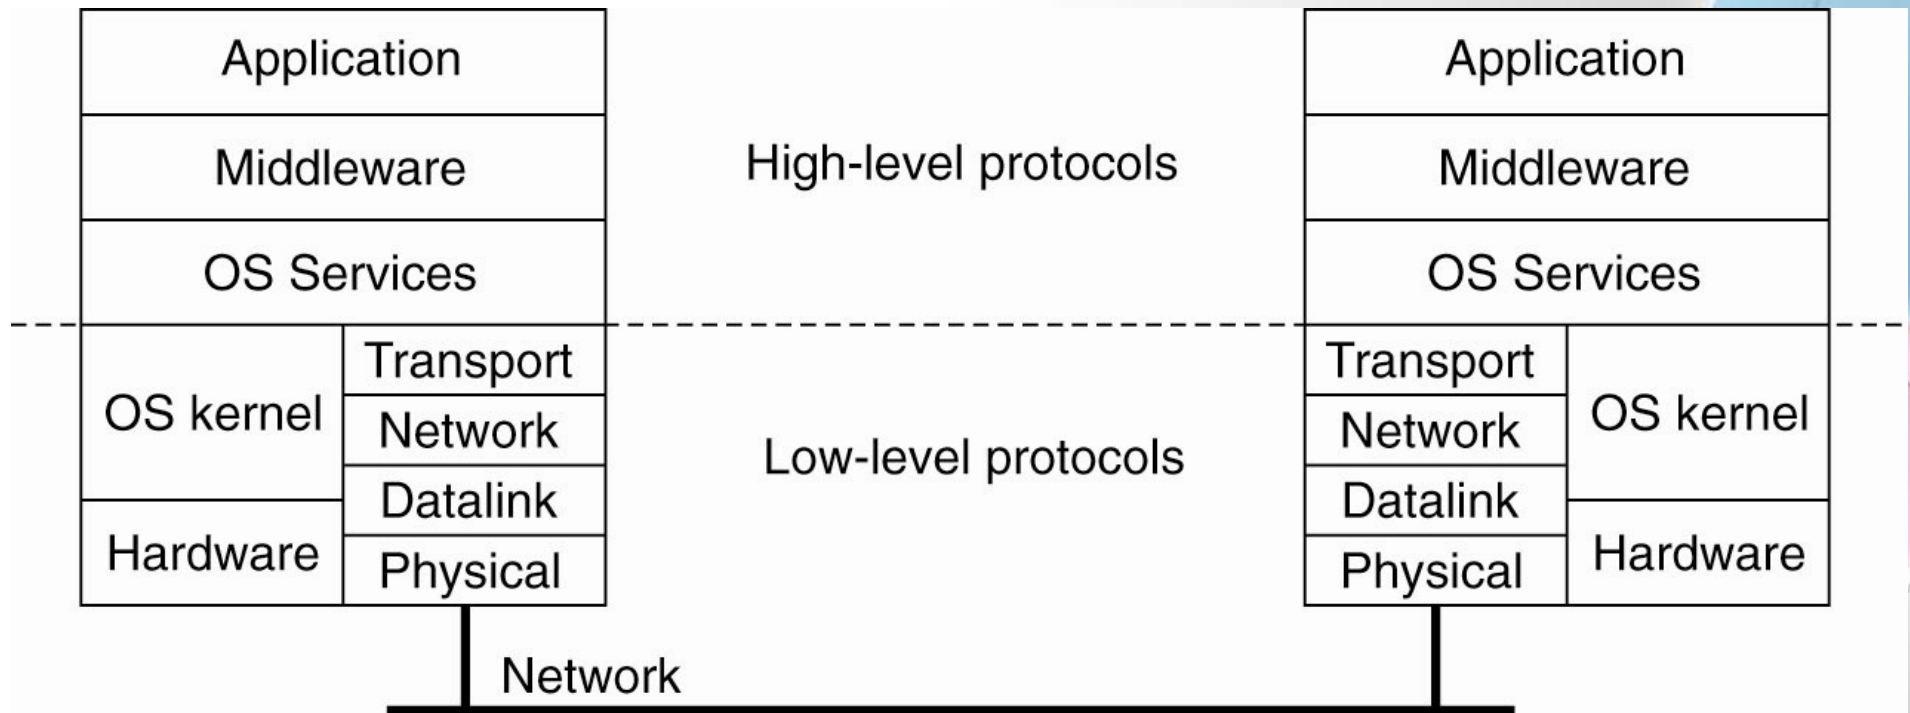 Application
Middleware
OS Services
OS kernel
Hardware
Transport
Network
Datalink
Physical
High-level protocols
Low-level protocols
Application
Middleware
OS Services
Transport
Network
Datalink
Physical
OS kernel
Hardware
Network